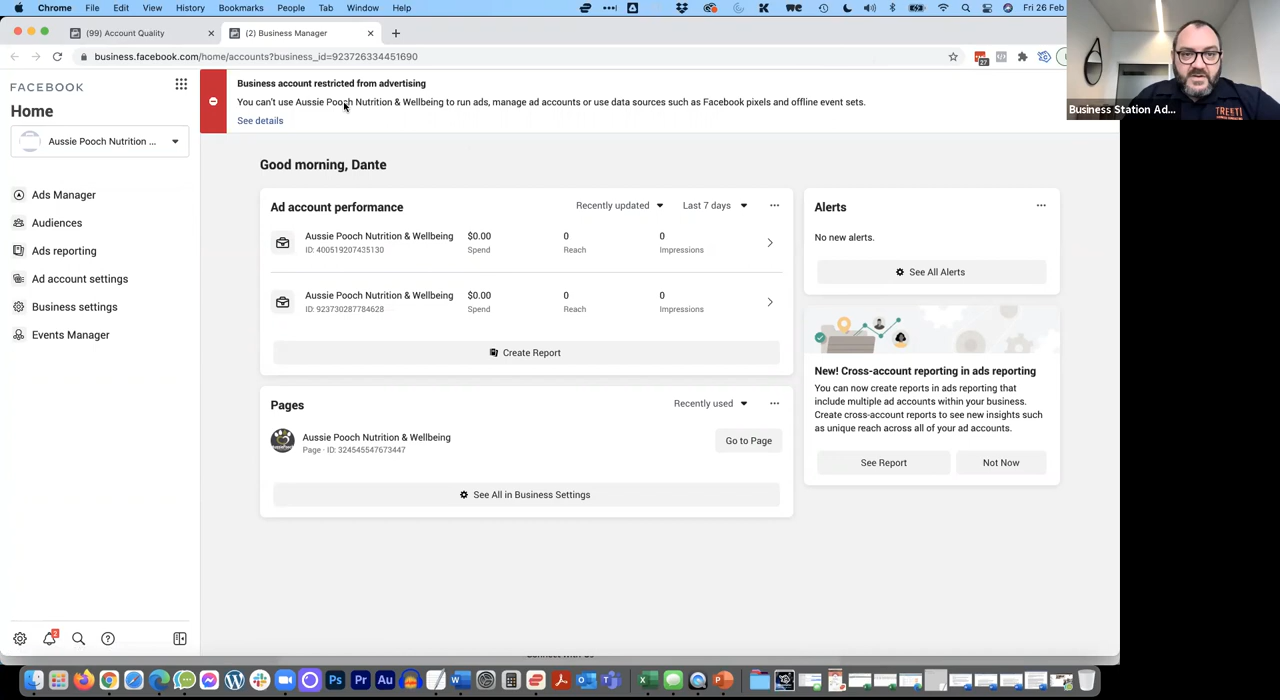 Chrome File Edit View History Bookmarks People Tab Window Help
Fri 26 Feb
(99) Account Quality
(2) Business Manager
business.facebook.com/home/accounts?business_id=923726334451690
27
FACEBOOK
Home
Aussie Pooch Nutrition ...
Ads Manager
Audiences
Ads reporting
Ad account settings
Business settings
Events Manager
2
Business account restricted from advertising
You can't use Aussie Pooch Nutrition & Wellbeing to run ads, manage ad accounts or use data sources such as Facebook pixels and offline event sets.
See details
Good morning, Dante
Ad account performance
Recently updated
Last 7 days
Aussie Pooch Nutrition & Wellbeing $0.00 0 0
ID: 400519207435130 Spend Reach Impressions
Aussie Pooch Nutrition & Wellbeing $0.00 0 0
ID: 923730287784628 Spend Reach Impressions
Create Report
Pages
Recently used
Aussie Pooch Nutrition & Wellbeing
Page · ID: 324545547673447
Go to Page
See All in Business Settings
Alerts
No new alerts.
See All Alerts
New! Cross-account reporting in ads reporting
You can now create reports in ads reporting that
include multiple ad accounts within your business.
Create cross-account reports to see new insights such
as unique reach across all of your ad accounts.
See Report
Not Now
Business Station Ad...
TREETI
Ps Pr Au